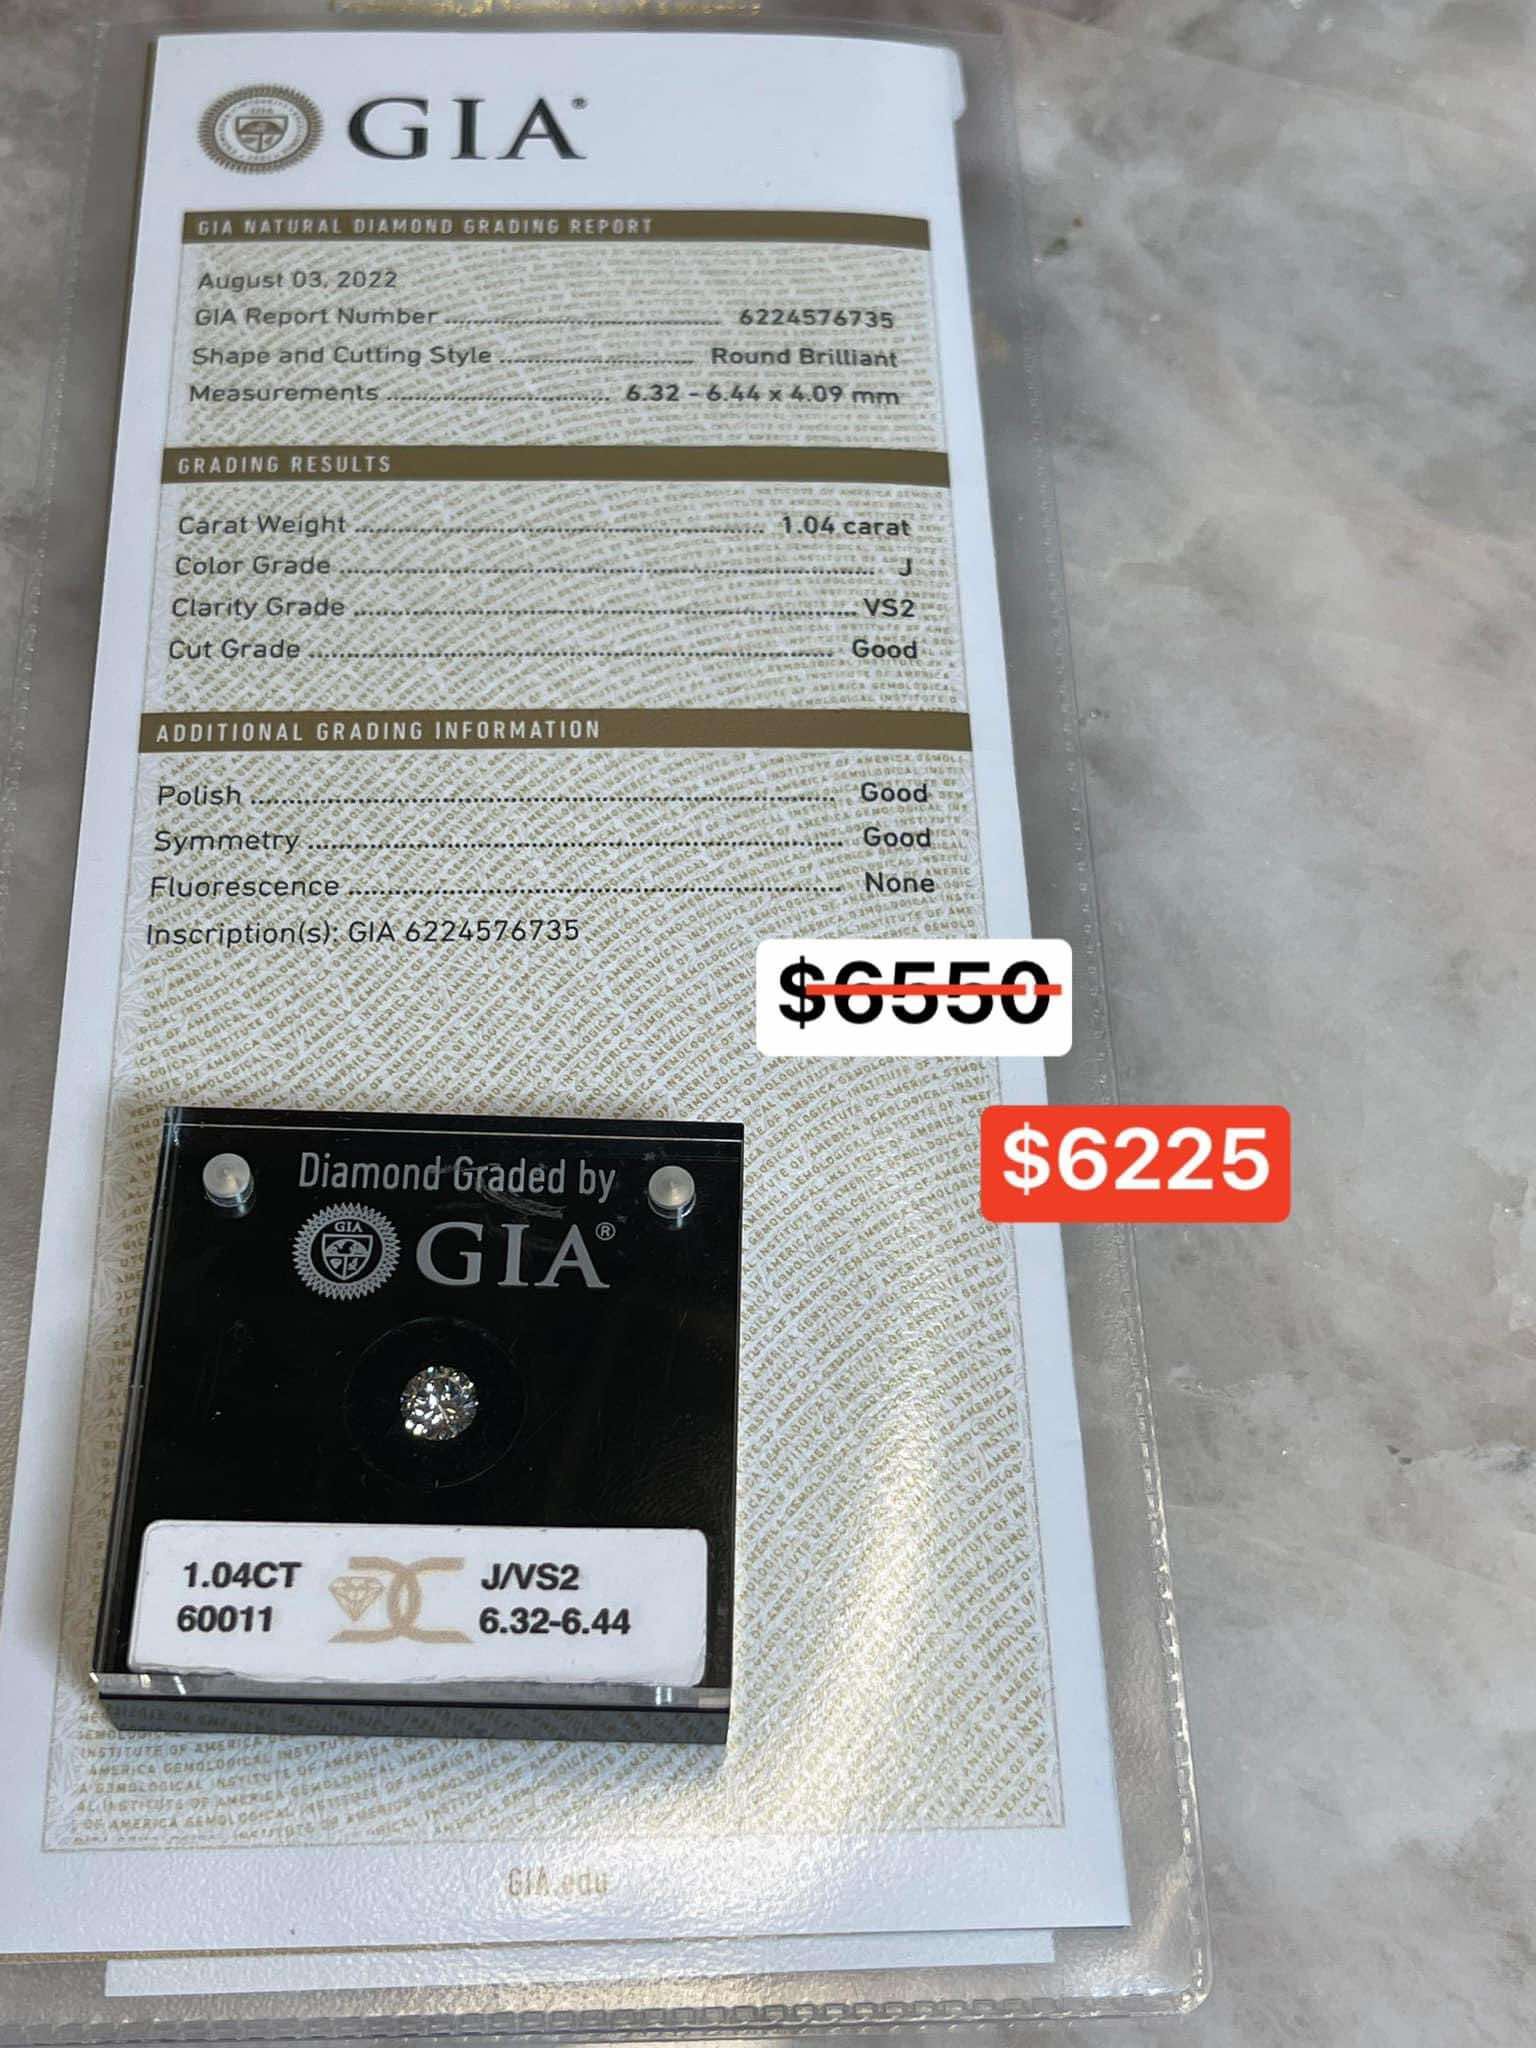 GIA®
GIA NATURAL DIAMOND GRADING REPORT
August 03, 2022
GIA Report Number ........ 6224576735
Shape and Cutting Style ........ Round Brilliant
Measurements ........ 6.32 - 6.44 x 4.09 mm
GRADING RESULTS
Carat Weight ........ 1.04 carat
Color Grade ........ J
Clarity Grade ........ VS2
Cut Grade ........ Good
ADDITIONAL GRADING INFORMATION
Polish ........ Good
Symmetry ........ Good
Fluorescence ........ None
Inscription(s): GIA 6224576735
$6550
$6225
Diamond Graded by
GIA
GIA®
1.04CT J/VS2
60011 6.32-6.44
GIA.edu